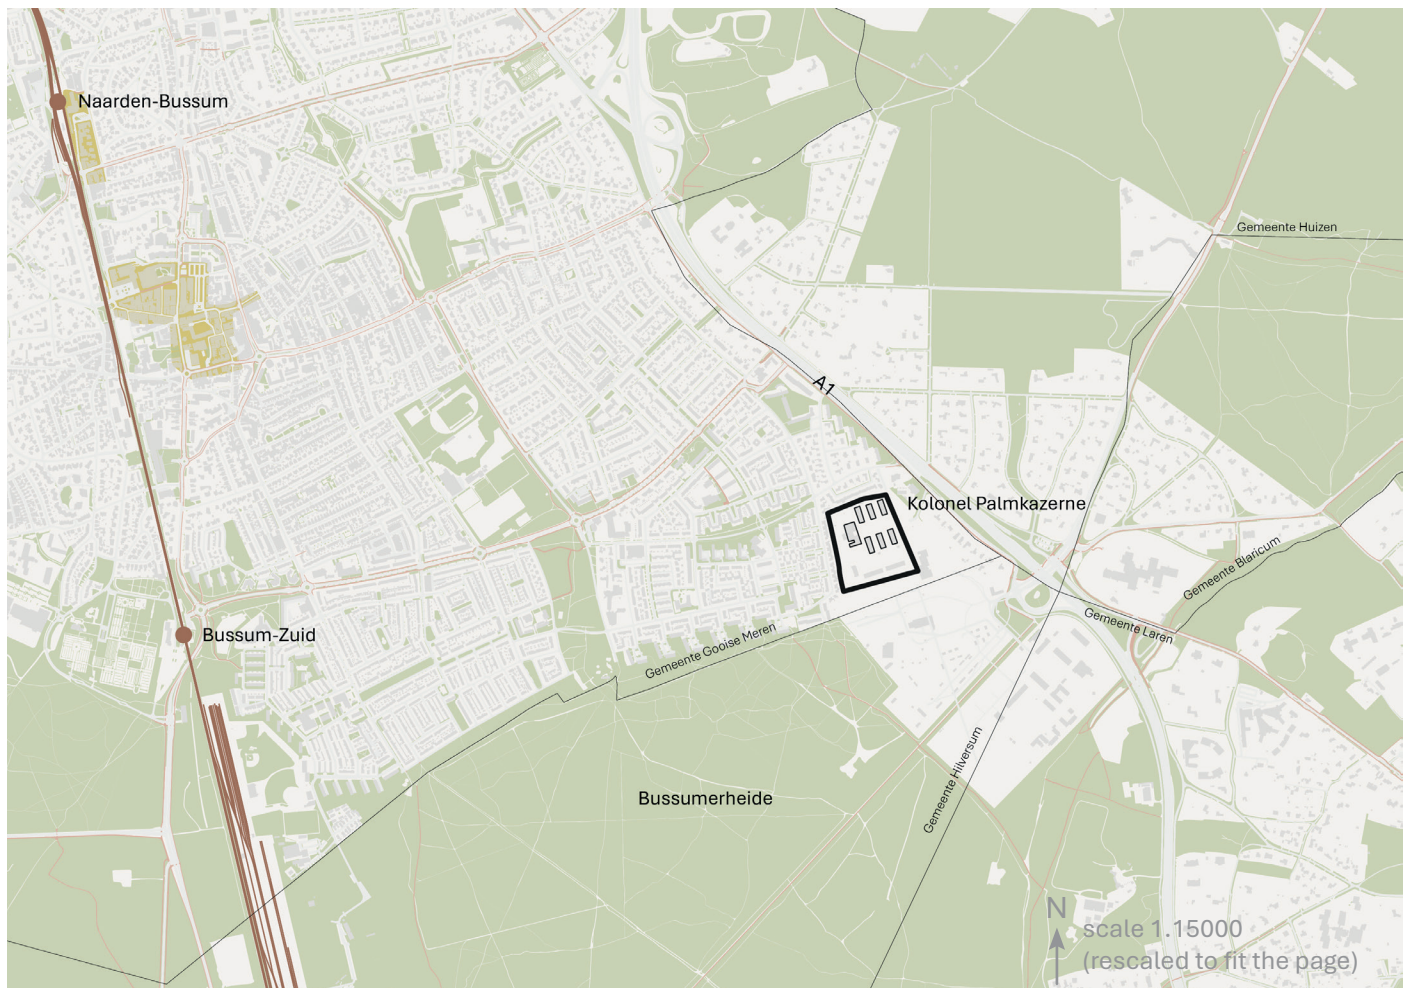 Naarden-Bussum
Gemeente Huizen
A1
Kolonel Palmkazerne
Gemeente Blaricum
Gemeente Laren
Bussum-Zuid
Gemeente Gooise Meren
Gemeente Hilversum
Bussumerheide
N
scale 1.15000
(rescaled to fit the page)